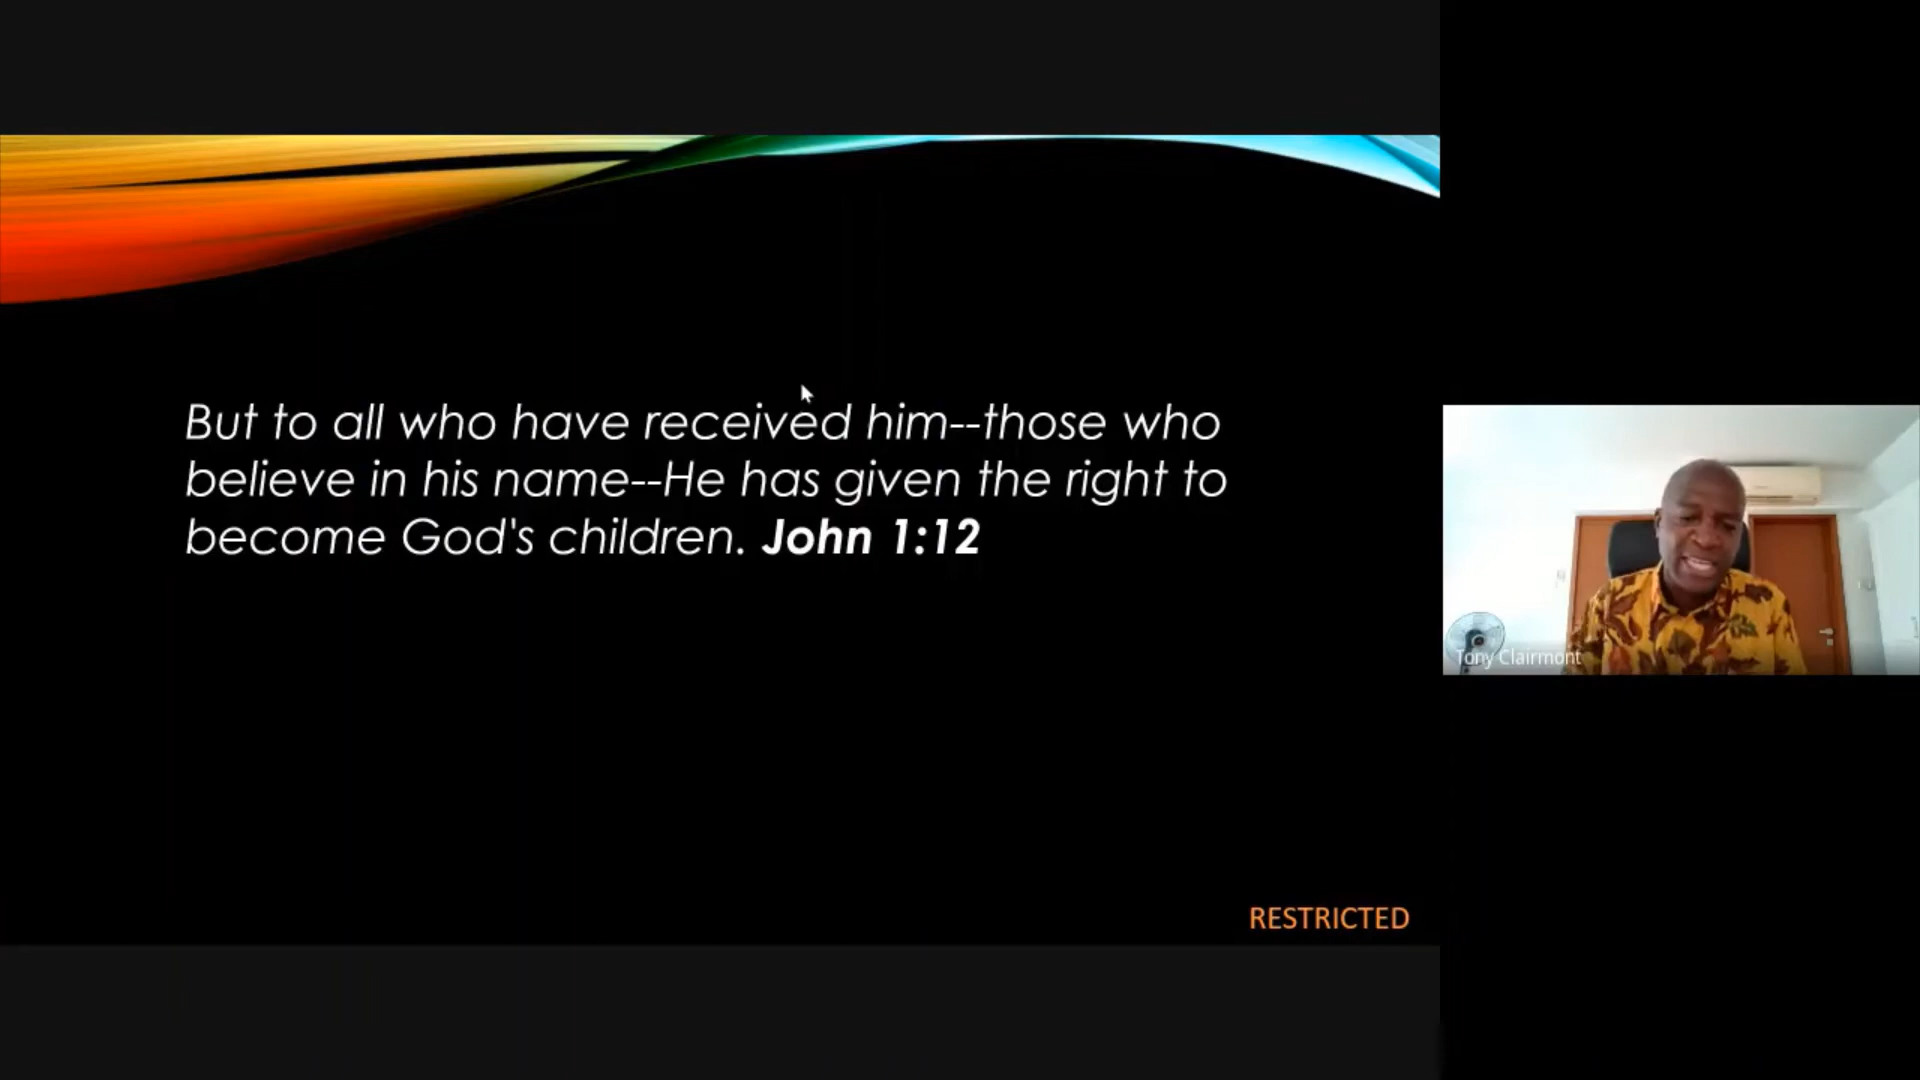 But to all who have received him--those who
believe in his name--He has given the right to
become God's children. John 1:12
Tony Clairmont
RESTRICTED